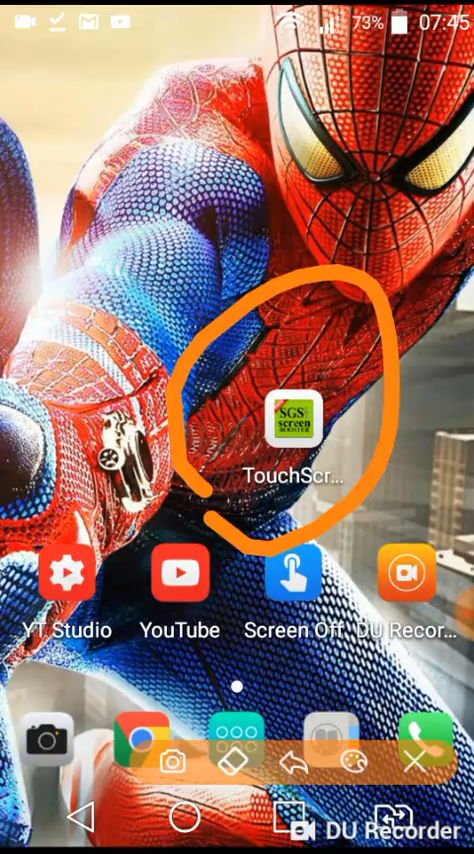 73% 07:45
SGS
screen
BOOSTER
TouchScr...
YT Studio YouTube Screen Off DU Recor...
DU Recorder